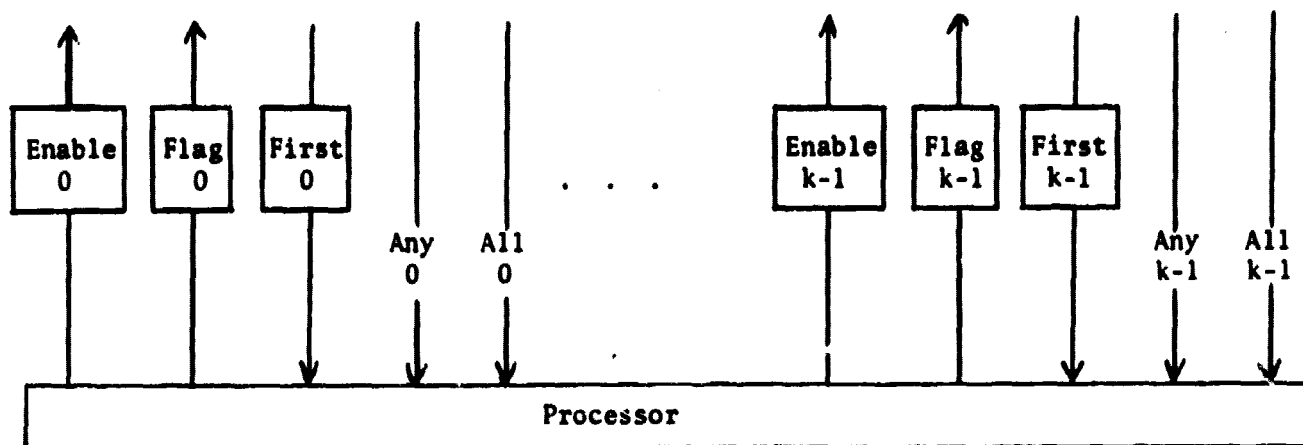 Enable
0
Flag
0
First
0
Any
0
All
0
. . .
Enable
k-1
Flag
k-1
First
k-1
Any
k-1
All
k-1
Processor